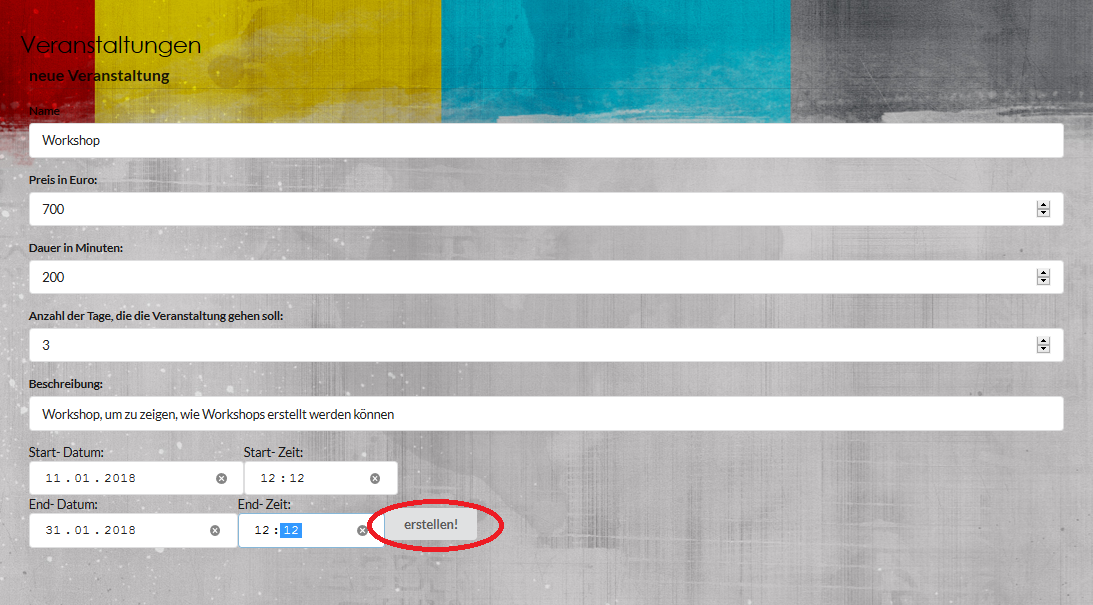 Veranstaltungen
neue Veranstaltung
Name
Workshop
Preis in Euro:
700
Dauer in Minuten:
200
Anzahl der Tage, die die Veranstaltung gehen soll:
3
Beschreibung:
Workshop, um zu zeigen, wie Workshops erstellt werden können
Start- Datum: Start- Zeit:
11.01.2018 12:12
End- Datum: End- Zeit:
31.01.2018 12:12 erstellen!